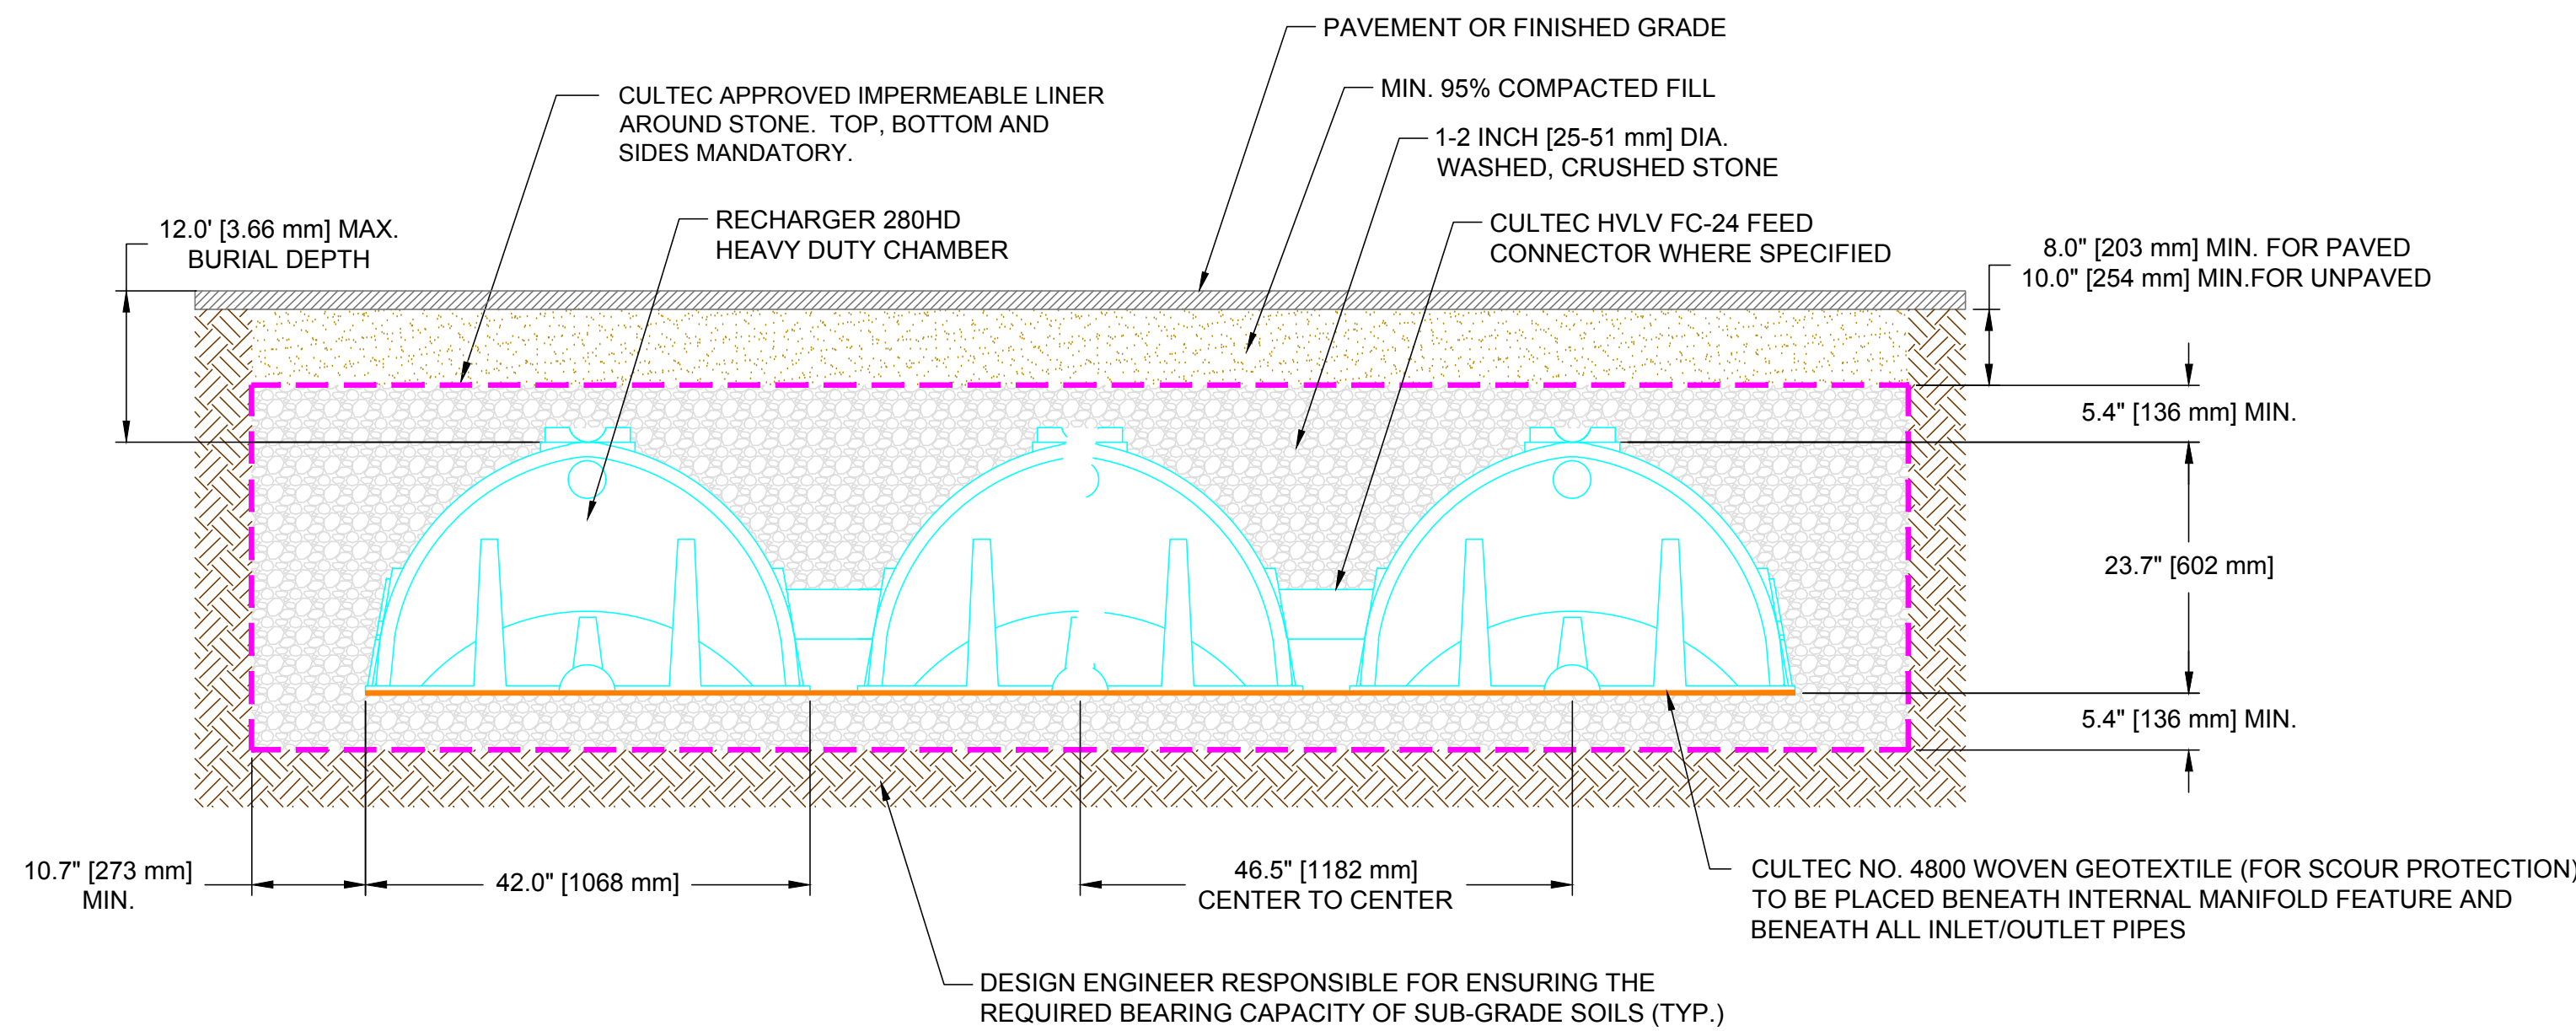 PAVEMENT OR FINISHED GRADE
CULTEC APPROVED IMPERMEABLE LINER
AROUND STONE.  TOP, BOTTOM AND
SIDES MANDATORY.
MIN. 95% COMPACTED FILL
1-2 INCH [25-51 mm] DIA.
WASHED, CRUSHED STONE
12.0' [3.66 mm] MAX.
BURIAL DEPTH
RECHARGER 280HD
HEAVY DUTY CHAMBER
CULTEC HVLV FC-24 FEED
CONNECTOR WHERE SPECIFIED
8.0" [203 mm] MIN. FOR PAVED
10.0" [254 mm] MIN.FOR UNPAVED
5.4" [136 mm] MIN.
23.7" [602 mm]
5.4" [136 mm] MIN.
10.7" [273 mm]
MIN.
42.0" [1068 mm]
46.5" [1182 mm]
CENTER TO CENTER
CULTEC NO. 4800 WOVEN GEOTEXTILE (FOR SCOUR PROTECTION)
TO BE PLACED BENEATH INTERNAL MANIFOLD FEATURE AND
BENEATH ALL INLET/OUTLET PIPES
DESIGN ENGINEER RESPONSIBLE FOR ENSURING THE
REQUIRED BEARING CAPACITY OF SUB-GRADE SOILS (TYP.)